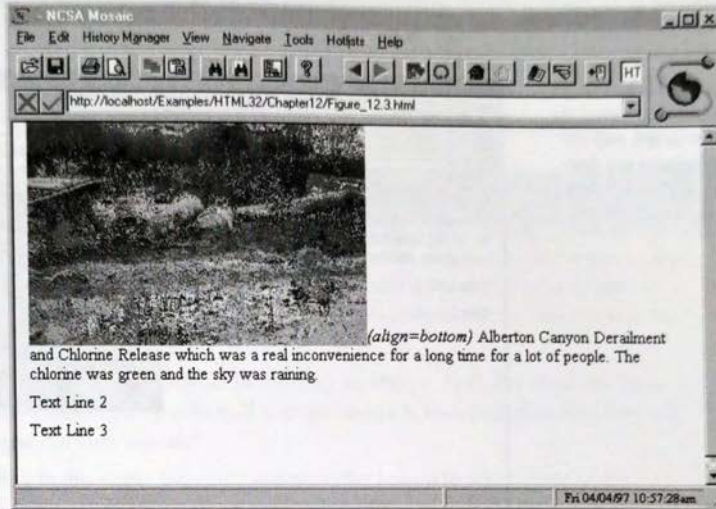 - NCSA Mosaic
File Edit History Manager View Navigate Tools Hotlists Help
HT
http://localhost/Examples/HTML32/Chapter12/Figure_12.3.html
(align=bottom) Alberton Canyon Derailment
and Chlorine Release which was a real inconvenience for a long time for a lot of people. The
chlorine was green and the sky was raining.
Text Line 2
Text Line 3
Fri 04/04/97 10:57:28am